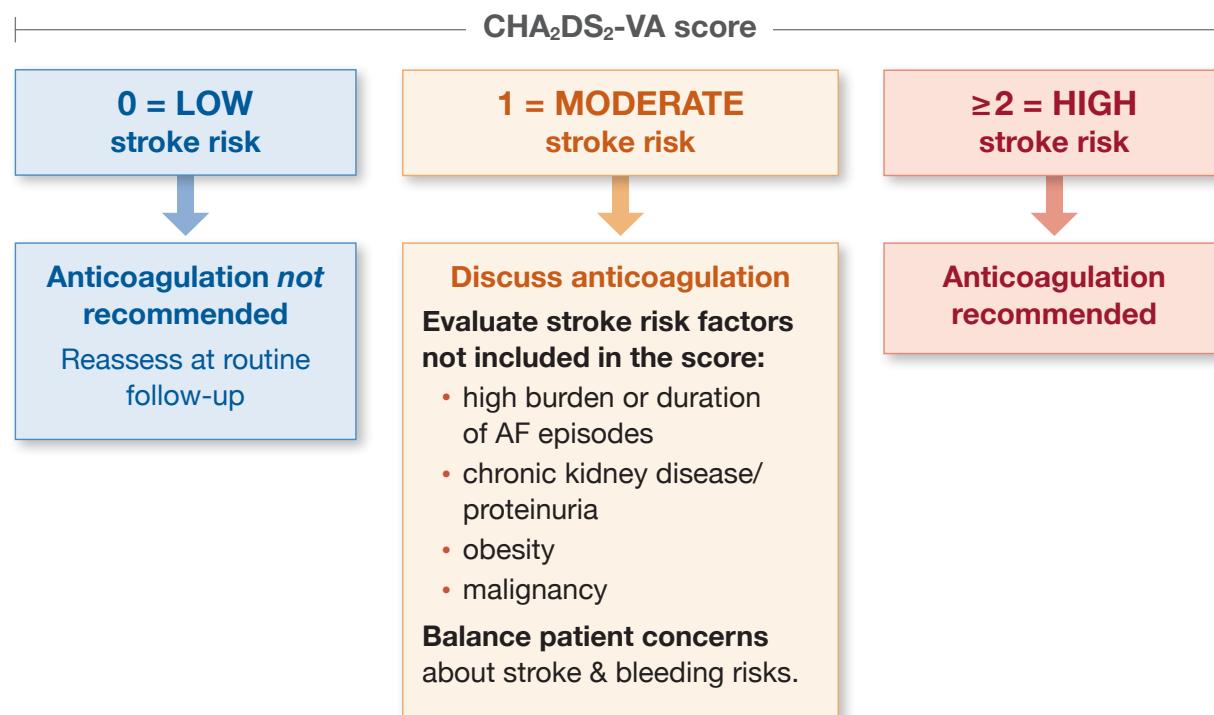 CHA₂DS₂-VA score
0 = LOW
stroke risk
Anticoagulation not
recommended
Reassess at routine
follow-up
1 = MODERATE
stroke risk
Discuss anticoagulation
Evaluate stroke risk factors
not included in the score:
• high burden or duration
of AF episodes
• chronic kidney disease/
proteinuria
• obesity
• malignancy
Balance patient concerns
about stroke & bleeding risks.
≥2 = HIGH
stroke risk
Anticoagulation
recommended